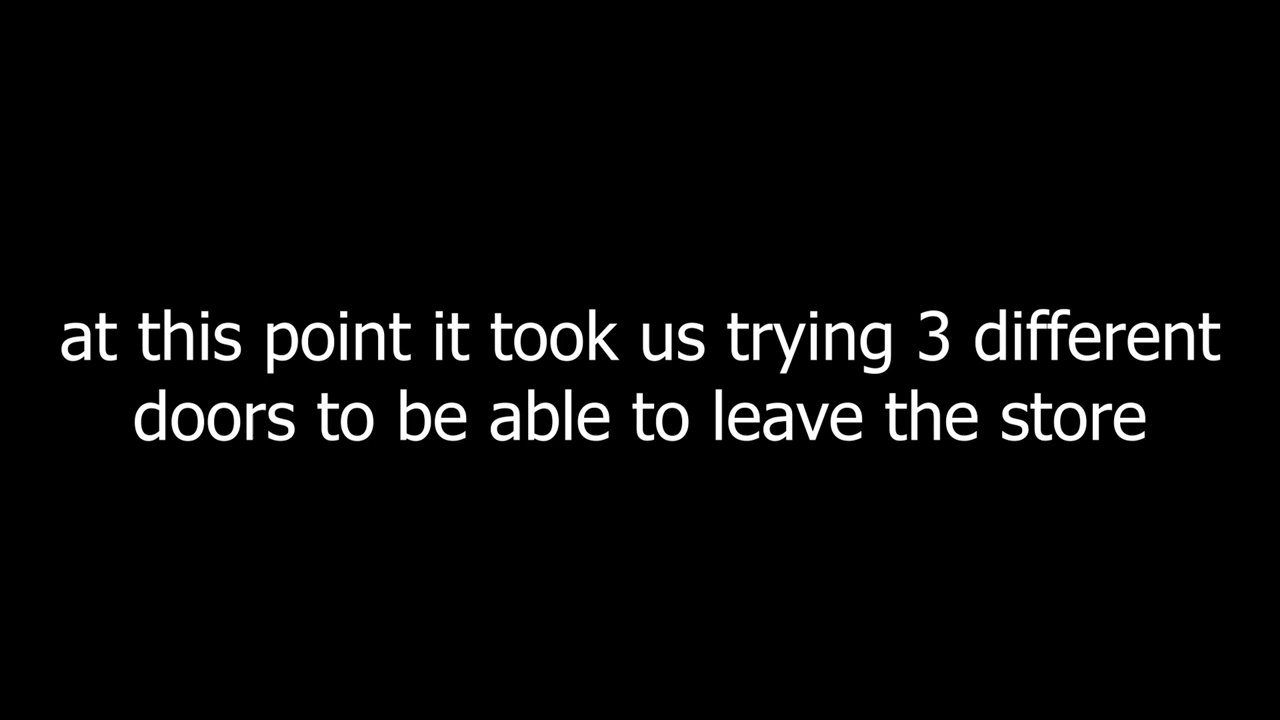 at this point it took us trying 3 different
doors to be able to leave the store